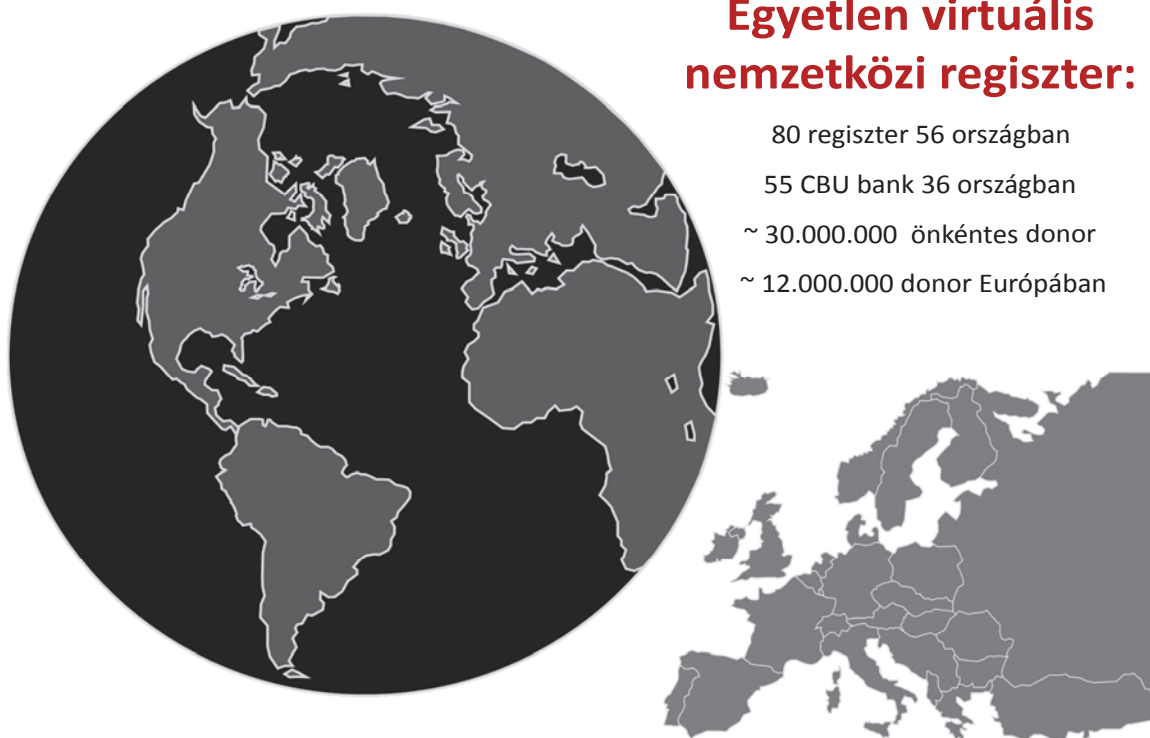 Egyetlen virtuális
nemzetközi regiszter:
80 regiszter 56 országban
55 CBU bank 36 országban
~ 30.000.000 önkéntes donor
~ 12.000.000 donor Európában